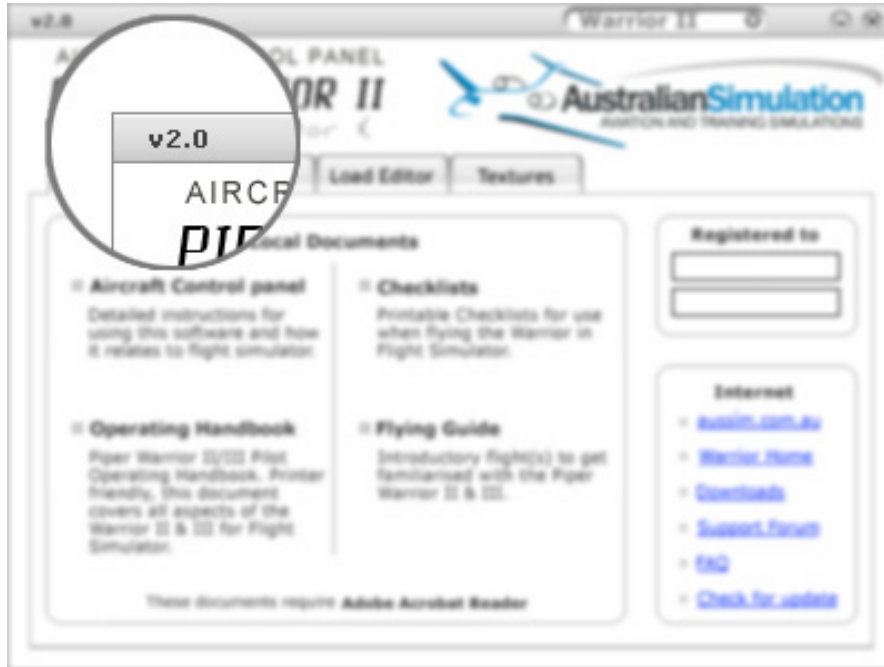 v2.0
Warrior II
v2.0
AIRCR
PIP
OL PANEL
OR II
AustralianSimulation
AVIATION AND TRAINING SIMULATIONS
Load Editor
Textures
Local Documents
Aircraft Control panel
Detailed instructions for
using this software and how
it relates to flight simulator.
Checklists
Printable Checklists for use
when flying the Warrior in
Flight Simulator.
Operating Handbook
Piper Warrior II/III Pilot
Operating Handbook. Printer
friendly, this document
covers all aspects of the
Warrior II & III for Flight
Simulator.
Flying Guide
Introductory flight(s) to get
familiarised with the Piper
Warrior II & III.
These documents require Adobe Acrobat Reader
Registered to
Internet
aussim.com.au
Warrior Home
Downloads
Support Forum
FAQ
Check for update